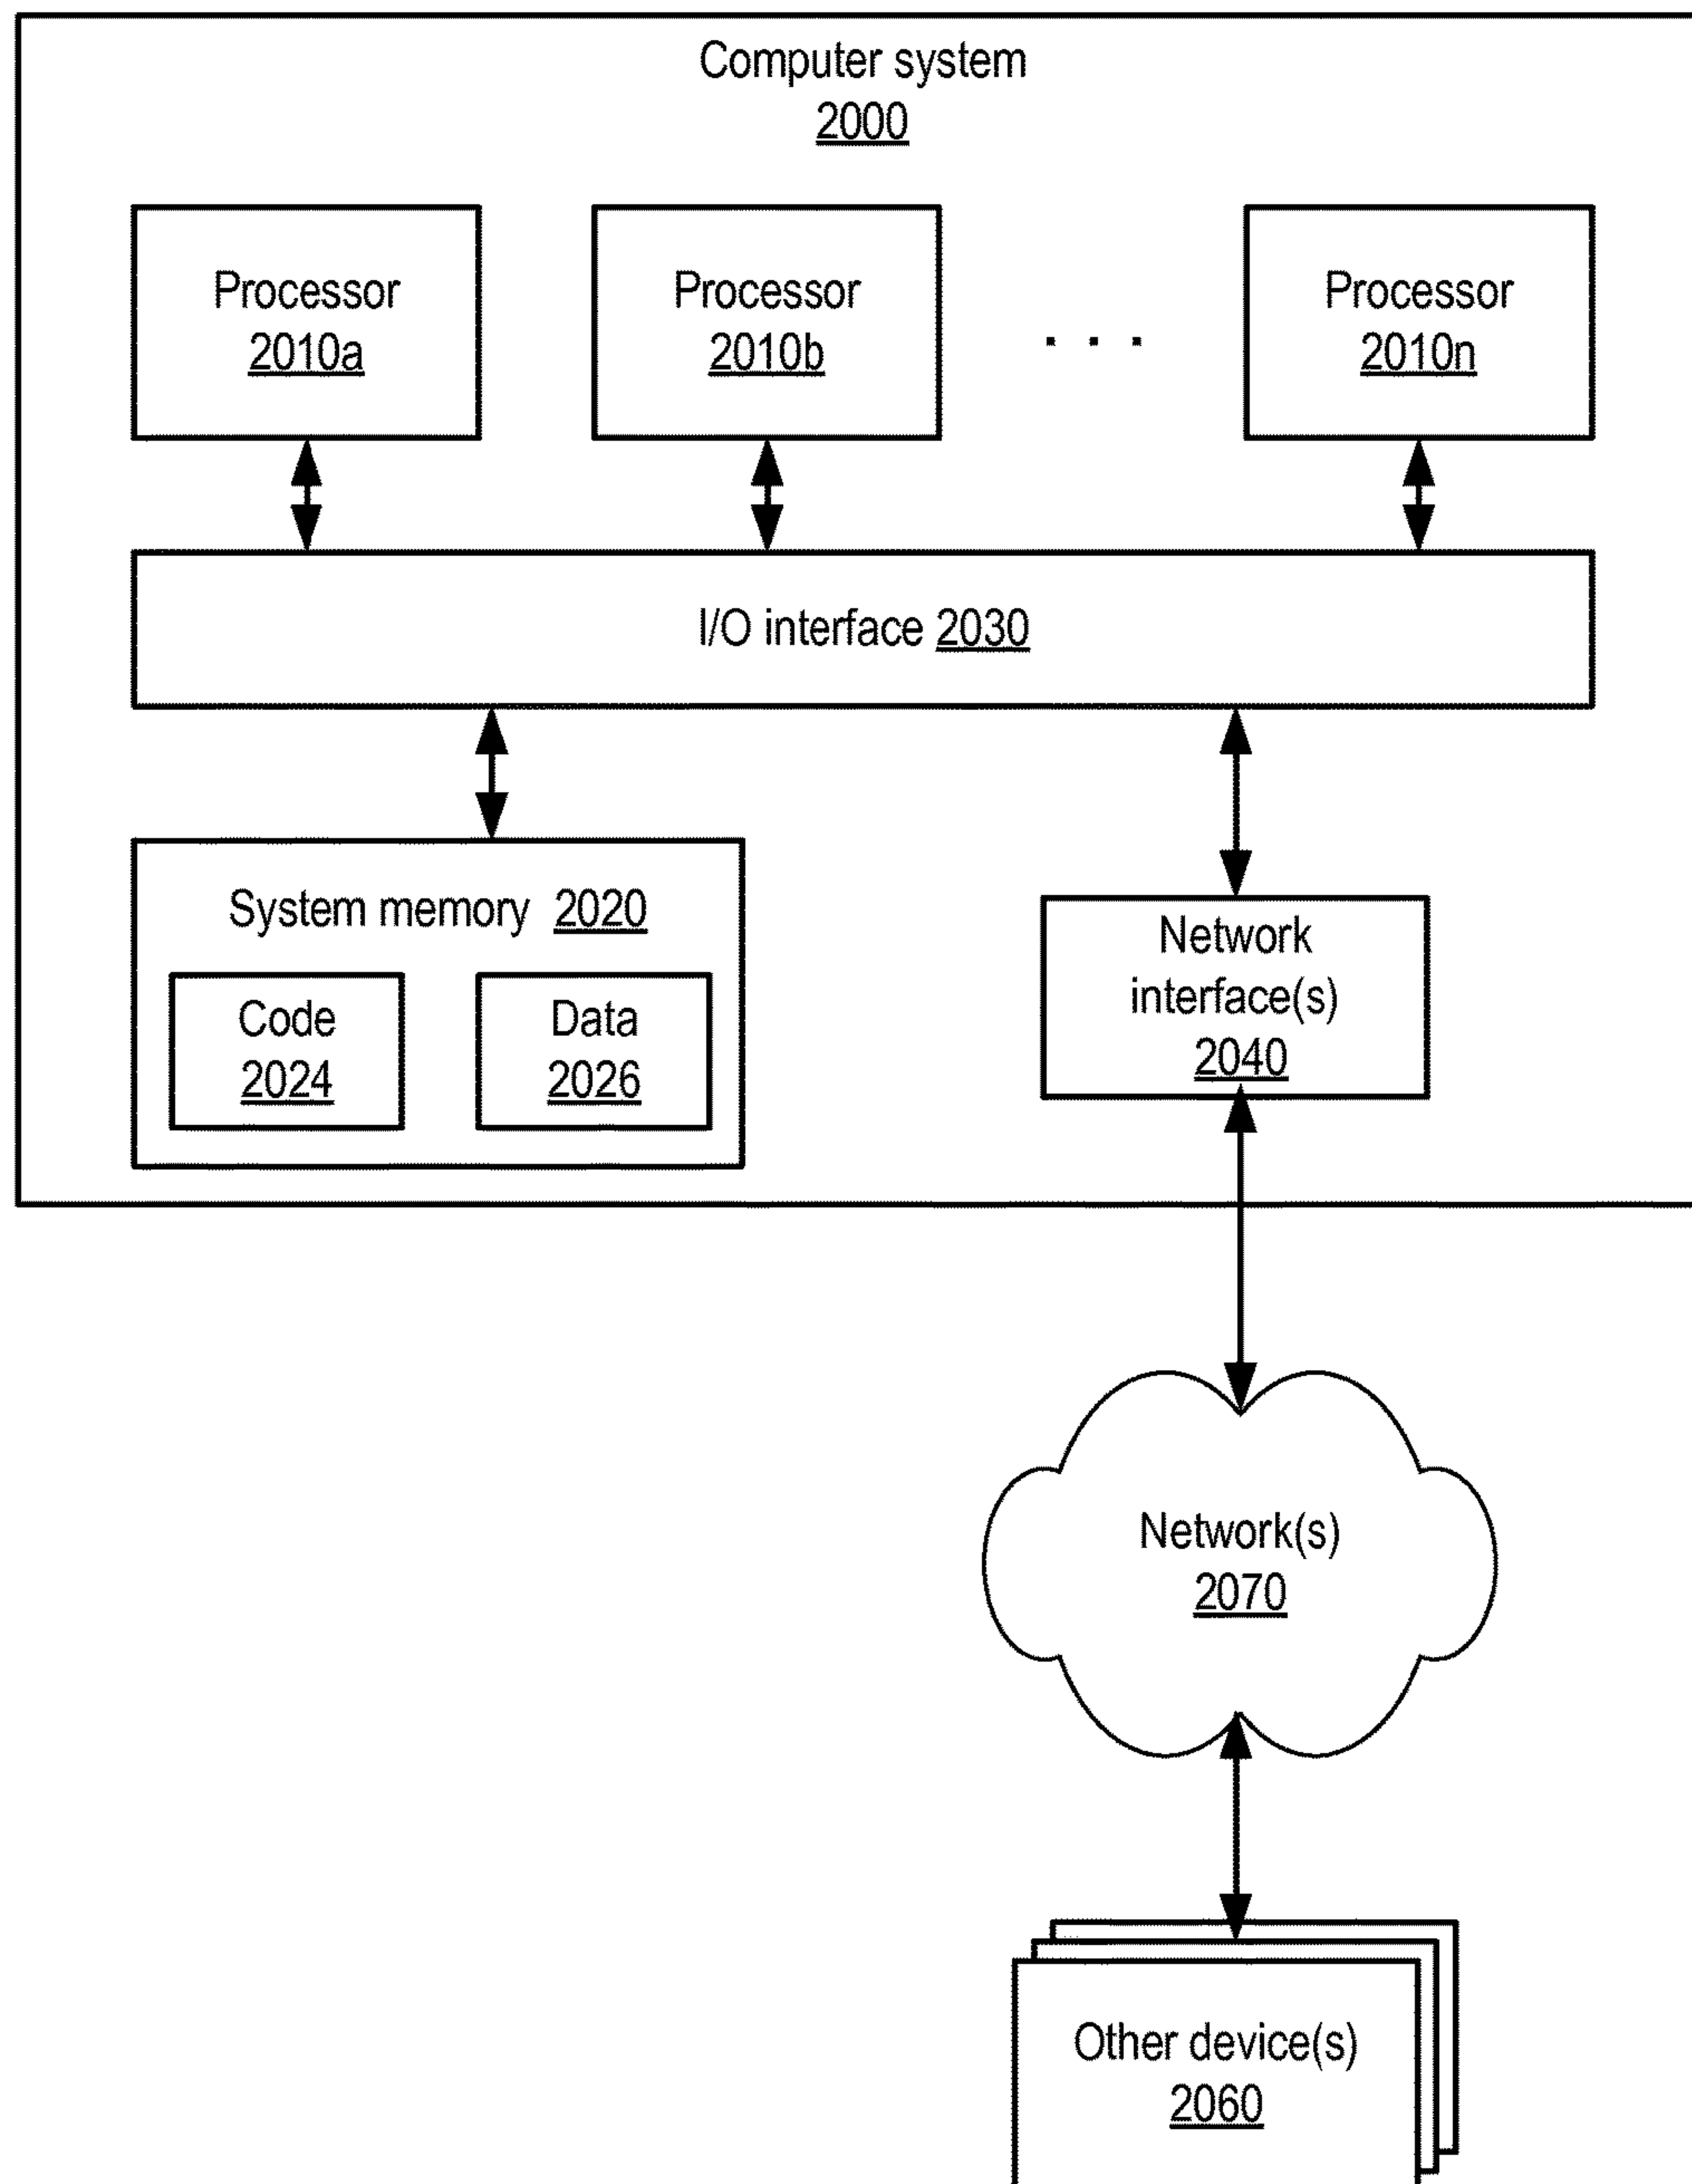 Computer system
2000
Processor
2010a
Processor
2010b
. . .
Processor
2010n
I/O interface 2030
System memory 2020
Code
2024
Data
2026
Network
interface(s)
2040
Network(s)
2070
Other device(s)
2060